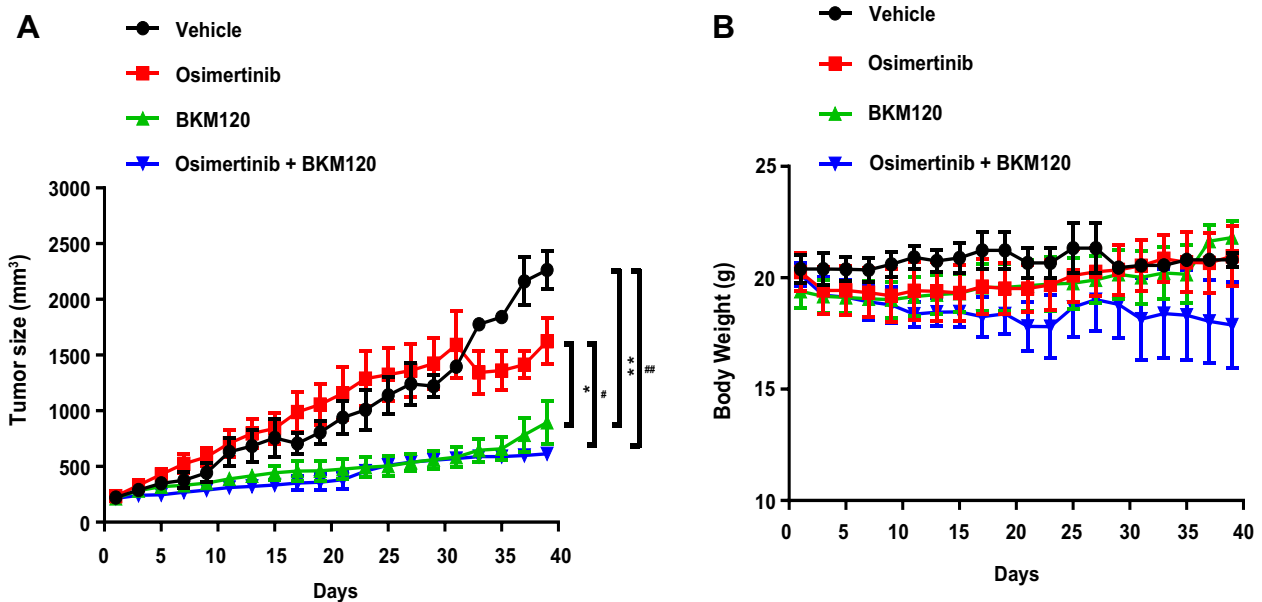 A
Vehicle
Osimertinib
BKM120
Osimertinib + BKM120
3000
2500
2000
1500
1000
500
0
Tumor size (mm³)
0 5 10 15 20 25 30 35 40
Days
*
#
**
##
B
Vehicle
Osimertinib
BKM120
Osimertinib + BKM120
25
20
15
10
Body Weight (g)
0 5 10 15 20 25 30 35 40
Days